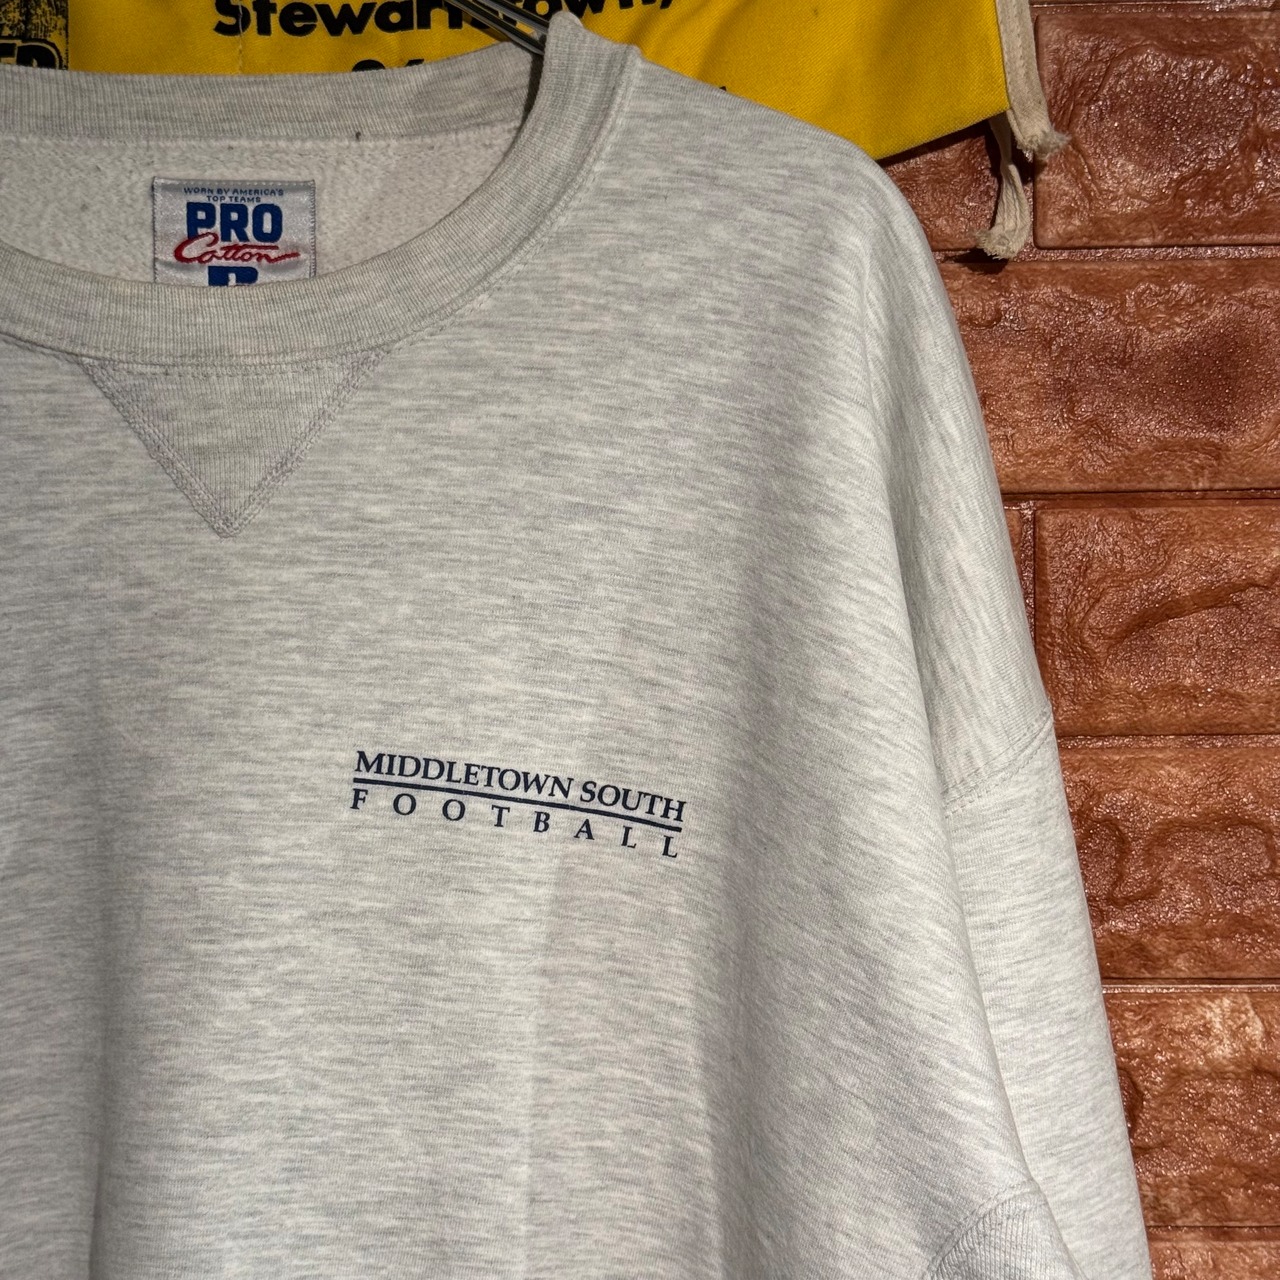 WORN BY AMERICA'S
TOP TEAMS
PRO
Cotton
MIDDLETOWN SOUTH
FOOTBALL